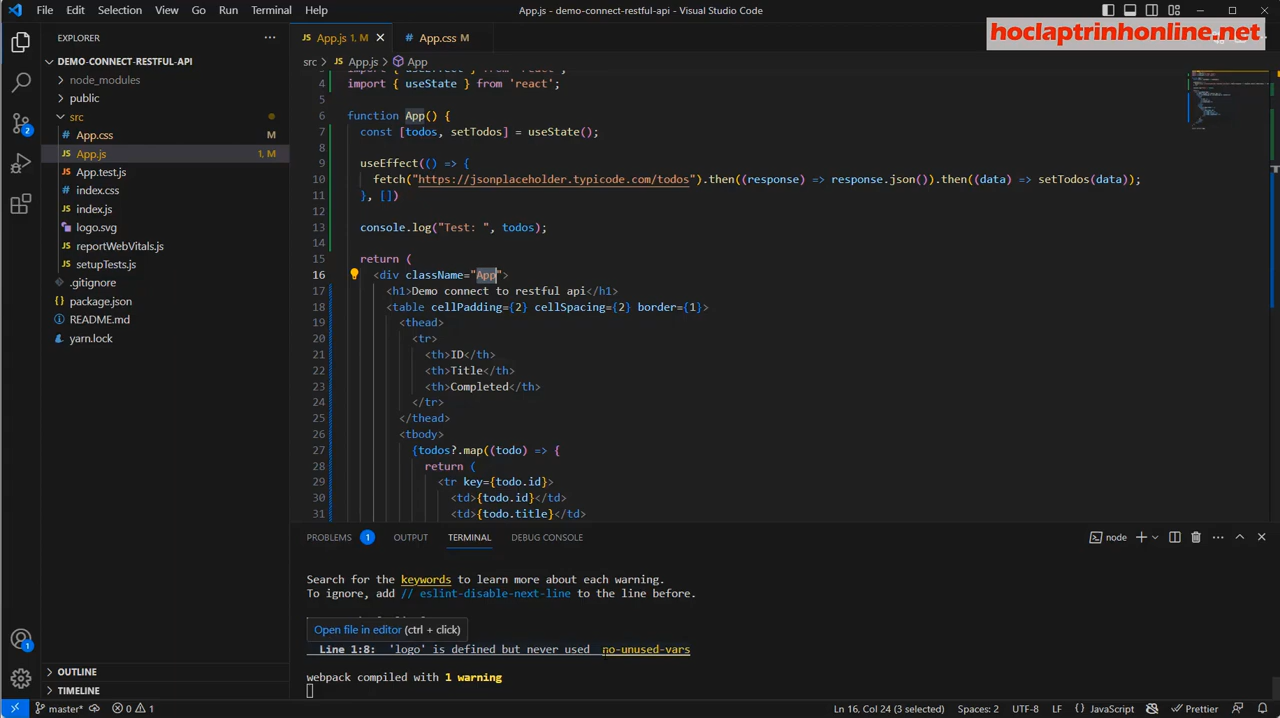 File Edit Selection View Go Run Terminal Help
App.js - demo-connect-restful-api - Visual Studio Code
hoclaptrinhonline.net
EXPLORER
DEMO-CONNECT-RESTFUL-API
node_modules
public
src
App.css M
App.js 1, M
App.test.js
index.css
index.js
logo.svg
reportWebVitals.js
setupTests.js
.gitignore
package.json
README.md
yarn.lock
OUTLINE
TIMELINE
App.js 1, M
App.css M
src > App.js > App
import { useEffect } from 'react';
4 import { useState } from 'react';
5
6 function App() {
7 const [todos, setTodos] = useState();
8
9 useEffect(() => {
10 fetch("https://jsonplaceholder.typicode.com/todos").then((response) => response.json()).then((data) => setTodos(data));
11 }, [])
12
13 console.log("Test: ", todos);
14
15 return (
16 <div className="App">
17 <h1>Demo connect to restful api</h1>
18 <table cellPadding={2} cellSpacing={2} border={1}>
19 <thead>
20 <tr>
21 <th>ID</th>
22 <th>Title</th>
23 <th>Completed</th>
24 </tr>
25 </thead>
26 <tbody>
27 {todos?.map((todo) => {
28 return (
29 <tr key={todo.id}>
30 <td>{todo.id}</td>
31 <td>{todo.title}</td>
PROBLEMS 1 OUTPUT TERMINAL DEBUG CONSOLE
node
Search for the keywords to learn more about each warning.
To ignore, add // eslint-disable-next-line to the line before.
Open file in editor (ctrl + click)
Line 1:8: 'logo' is defined but never used no-unused-vars
webpack compiled with 1 warning
master* 0 1
Ln 16, Col 24 (3 selected) Spaces: 2 UTF-8 LF {} JavaScript Prettier